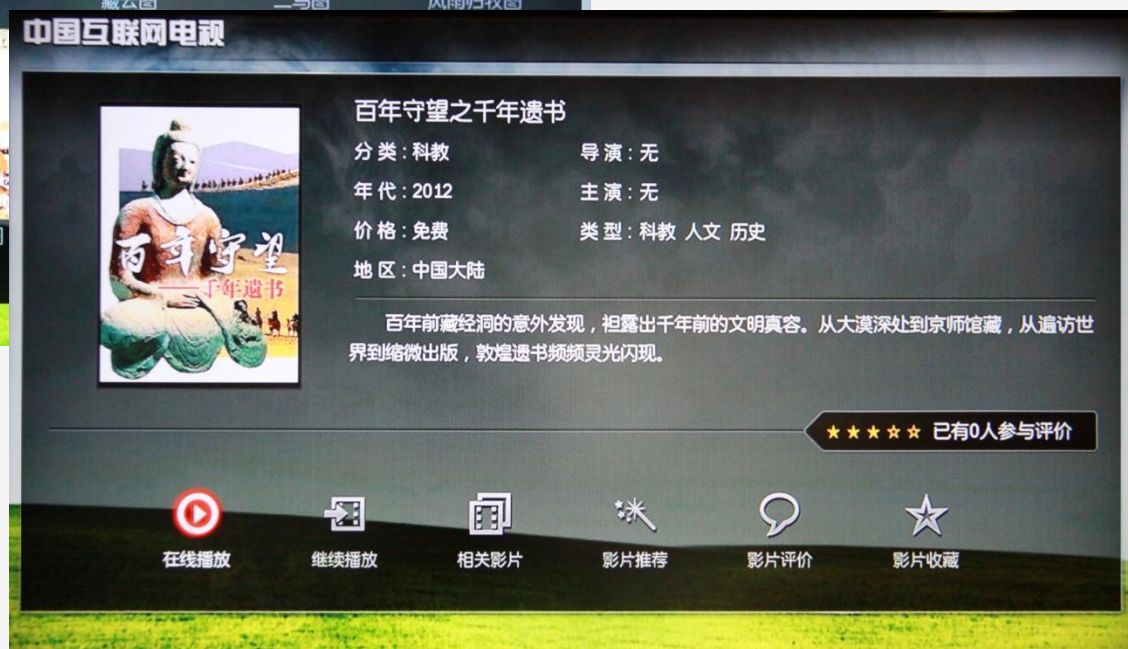 中国互联网电视
百年守望之千年遗书
分类:科教 导演:无
年代:2012 主演:无
价格:免费 类型:科教 人文 历史
地区:中国大陆
百年守望
——千年遗书
百年前藏经洞的意外发现,袒露出千年前的文明真容。从大漠深处到京师馆藏,从遍访世
界到缩微出版,敦煌遗书频频灵光闪现。
已有0人参与评价
在线播放 继续播放 相关影片 影片推荐 影片评价 影片收藏